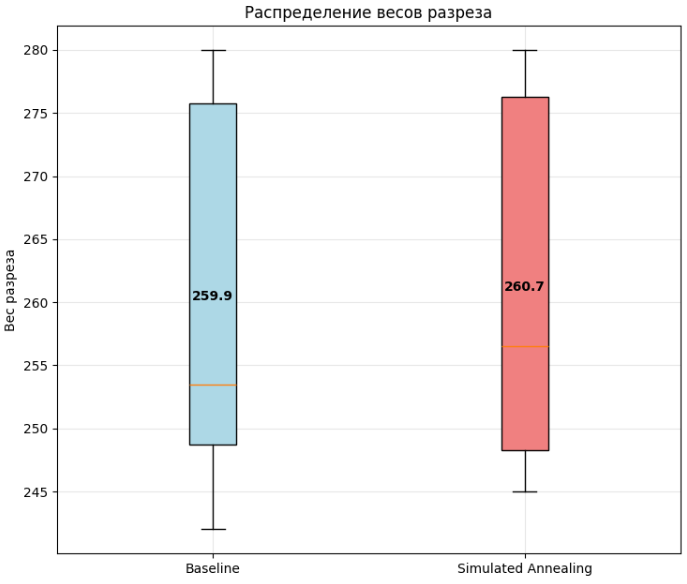 Распределение весов разреза
Вес разреза
280
275
270
265
260
255
250
245
259.9
260.7
Baseline
Simulated Annealing